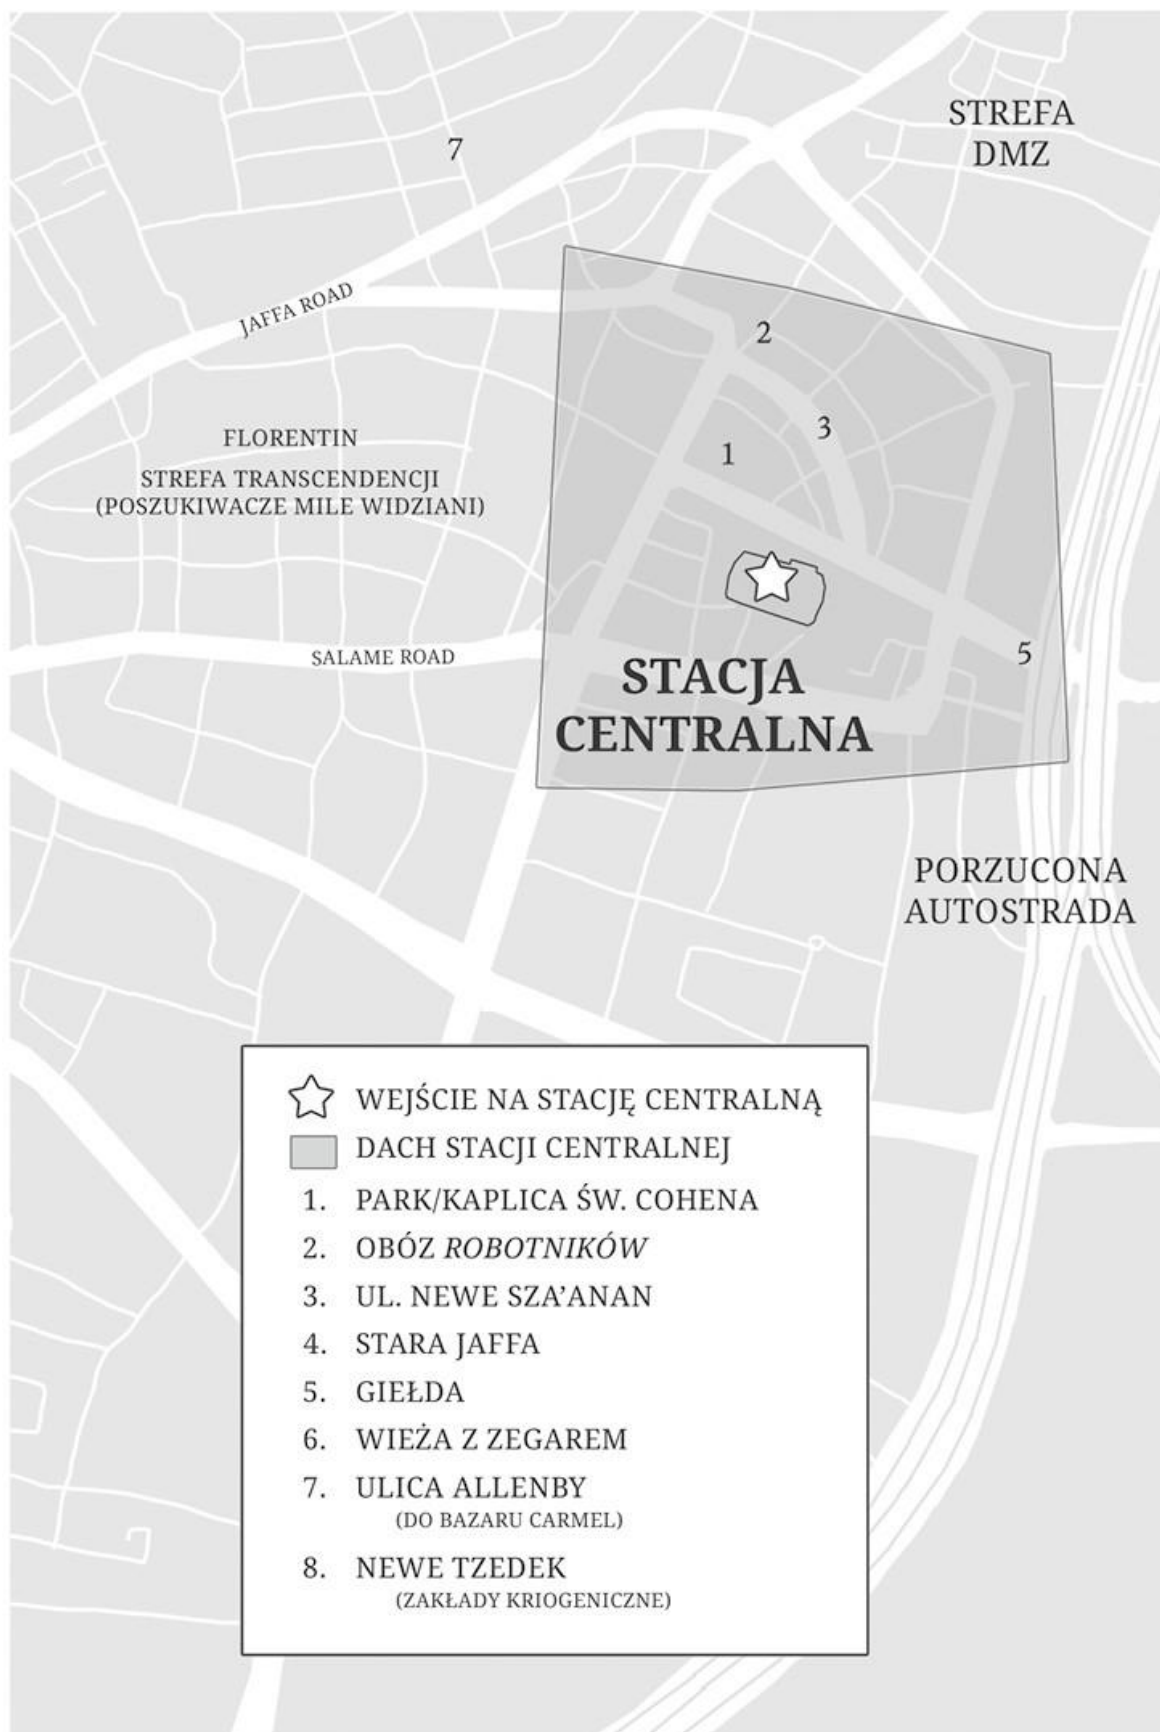 STREFA
DMZ
7
JAFFA ROAD
2
3
1
FLORENTIN
STREFA TRANSCENDENCJI
(POSZUKIWACZE MILE WIDZIANI)
SALAME ROAD
5
STACJA
CENTRALNA
PORZUCONA
AUTOSTRADA
WEJŚCIE NA STACJĘ CENTRALNĄ
DACH STACJI CENTRALNEJ
1. PARK/KAPLICA ŚW. COHENA
2. OBÓZ ROBOTNIKÓW
3. UL. NEWE SZA’ANAN
4. STARA JAFFA
5. GIEŁDA
6. WIEŻA Z ZEGAREM
7. ULICA ALLENBY
(DO BAZARU CARMEL)
8. NEWE TZEDEK
(ZAKŁADY KRIOGENICZNE)